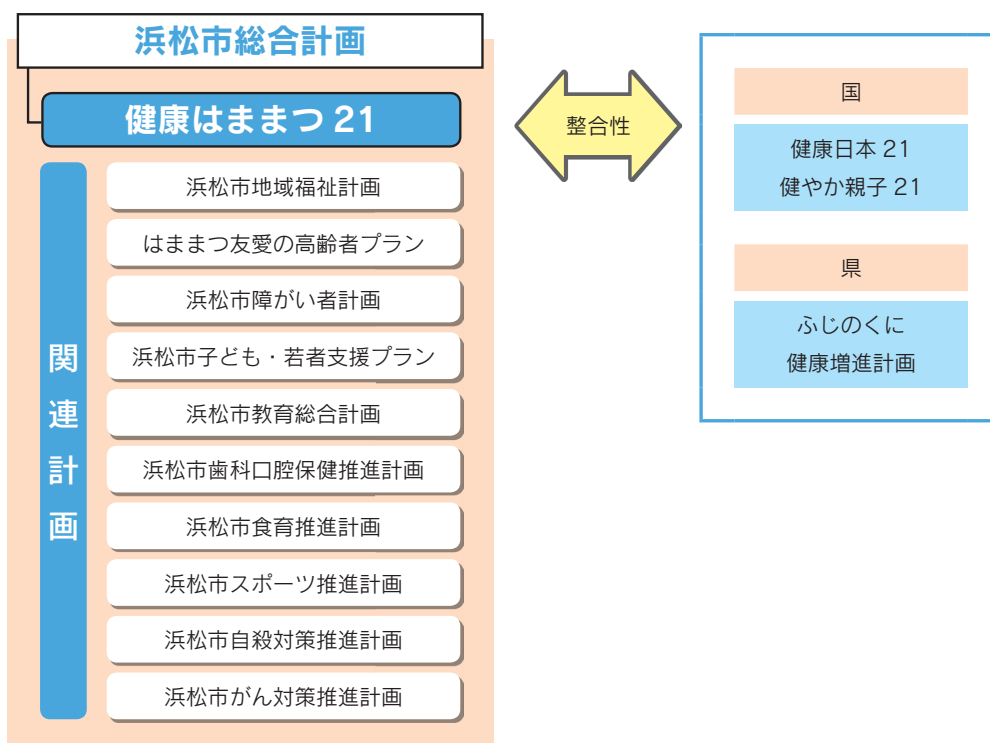 浜松市総合計画
健康はままつ 21
関連計画
浜松市地域福祉計画
はままつ友愛の高齢者プラン
浜松市障がい者計画
浜松市子ども・若者支援プラン
浜松市教育総合計画
浜松市歯科口腔保健推進計画
浜松市食育推進計画
浜松市スポーツ推進計画
浜松市自殺対策推進計画
浜松市がん対策推進計画
整合性
国
健康日本 21
健やか親子 21
県
ふじのくに
健康増進計画